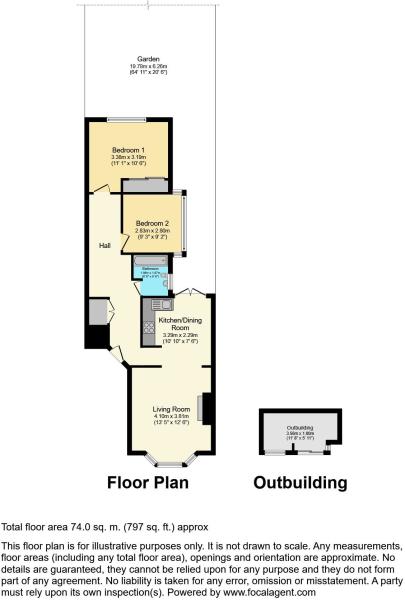 Garden
19.78m x 6.26m
(64' 11" x 20' 6")
Bedroom 1
3.38m x 3.19m
(11' 1" x 10' 6")
Bedroom 2
2.83m x 2.80m
(9' 3" x 9' 2")
Hall
Bathroom
Kitchen/Dining
Room
3.29m x 2.29m
(10' 10" x 7' 6")
Living Room
4.10m x 3.81m
(13' 5" x 12' 6")
Outbuilding
3.56m x 1.80m
(11' 8" x 5' 11")
Floor Plan
Outbuilding
Total floor area 74.0 sq. m. (797 sq. ft.) approx
This floor plan is for illustrative purposes only. It is not drawn to scale. Any measurements,
floor areas (including any total floor area), openings and orientation are approximate. No
details are guaranteed, they cannot be relied upon for any purpose and they do not form
part of any agreement. No liability is taken for any error, omission or misstatement. A party
must rely upon its own inspection(s). Powered by www.focalagent.com